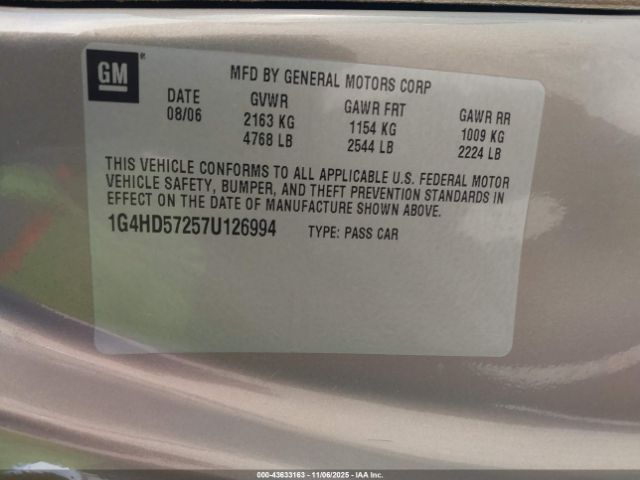 GM ®
MFD BY GENERAL MOTORS CORP
DATE GVWR GAWR FRT GAWR RR
08/06 2163 KG 1154 KG 1009 KG
4768 LB 2544 LB 2224 LB
THIS VEHICLE CONFORMS TO ALL APPLICABLE U.S. FEDERAL MOTOR
VEHICLE SAFETY, BUMPER, AND THEFT PREVENTION STANDARDS IN
EFFECT ON THE DATE OF MANUFACTURE SHOWN ABOVE.
1G4HD57257U126994 TYPE: PASS CAR
000-43633163 - 11/06/2025 - IAA Inc.